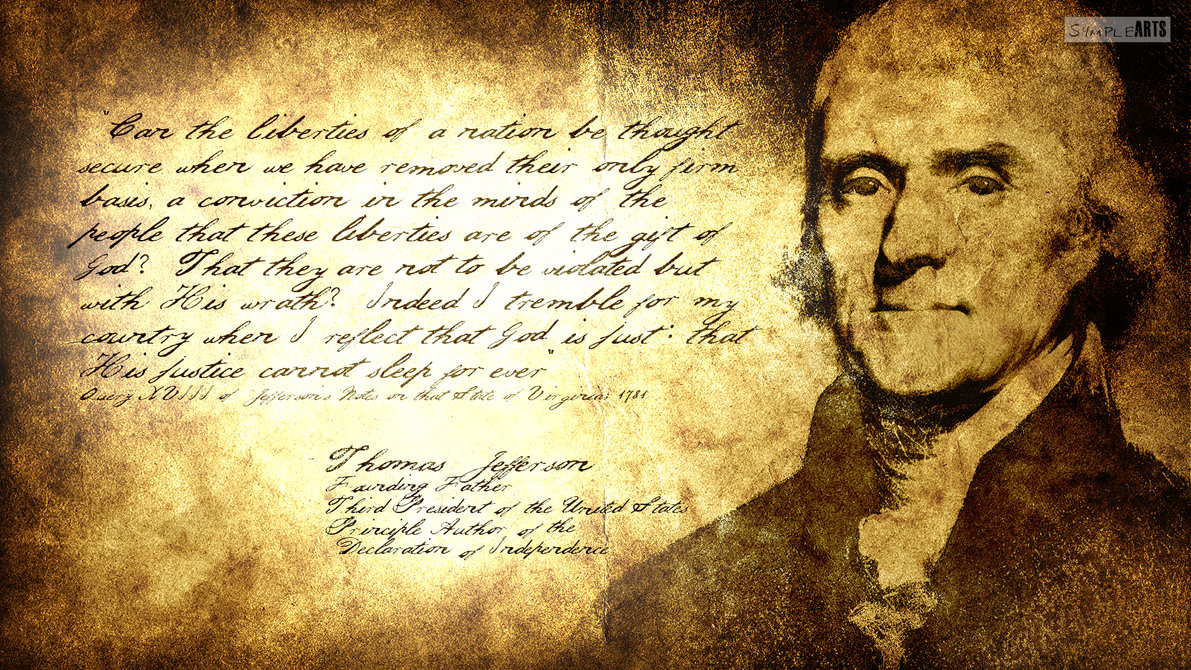 SIMPLEARTS
"Can the liberties of a nation be thought
secure when we have removed their only firm
basis, a conviction in the minds of the
people that these liberties are of the gift of
God? That they are not to be violated but
with His wrath? Indeed I tremble for my
country when I reflect that God is just: that
His justice cannot sleep for ever"
Query XVIII of Jefferson's Notes on that State of Virginia: 1781
Thomas Jefferson
Founding Father
Third President of the United States
Principle Author of the
Declaration of Independence